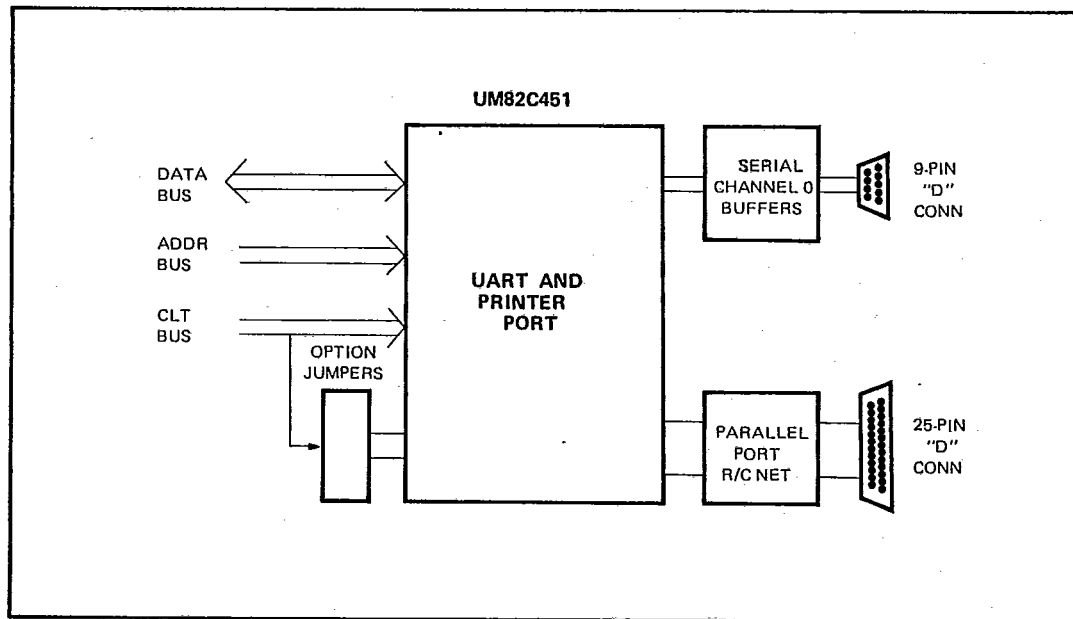 UM82C451
DATA
BUS
ADDR
BUS
CLT
BUS
OPTION
JUMPERS
UART AND
PRINTER
PORT
SERIAL
CHANNEL 0
BUFFERS
9-PIN
"D"
CONN
PARALLEL
PORT
R/C NET
25-PIN
"D"
CONN